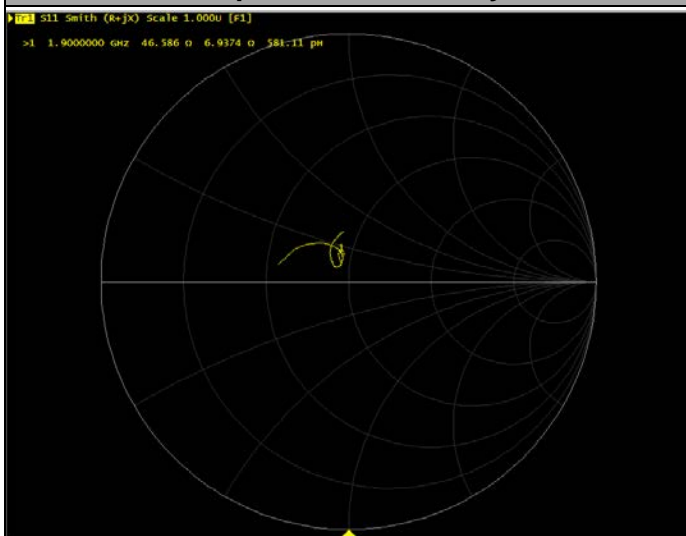 Tr1 S11 Smith (R+jX) Scale 1.000U [F1]
>1 1.9000000 GHz 46.586 Ω 6.9374 Ω 581.11 pH